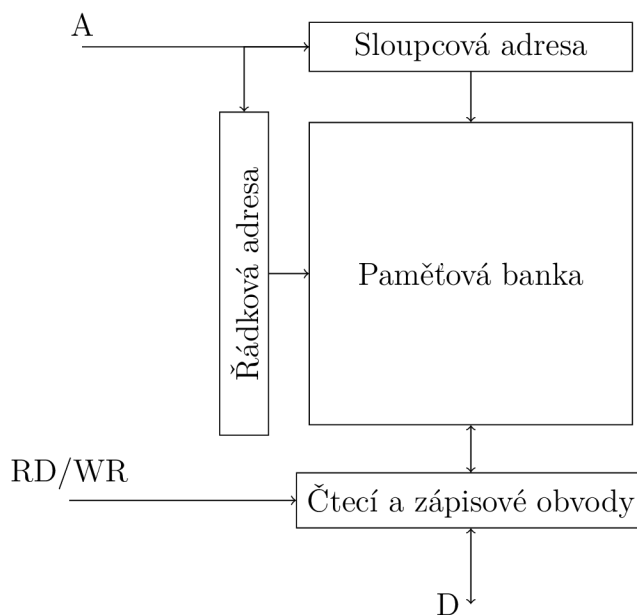 A
Sloupcová adresa
Řádková adresa
Paměťová banka
RD/WR
Čtecí a zápisové obvody
D